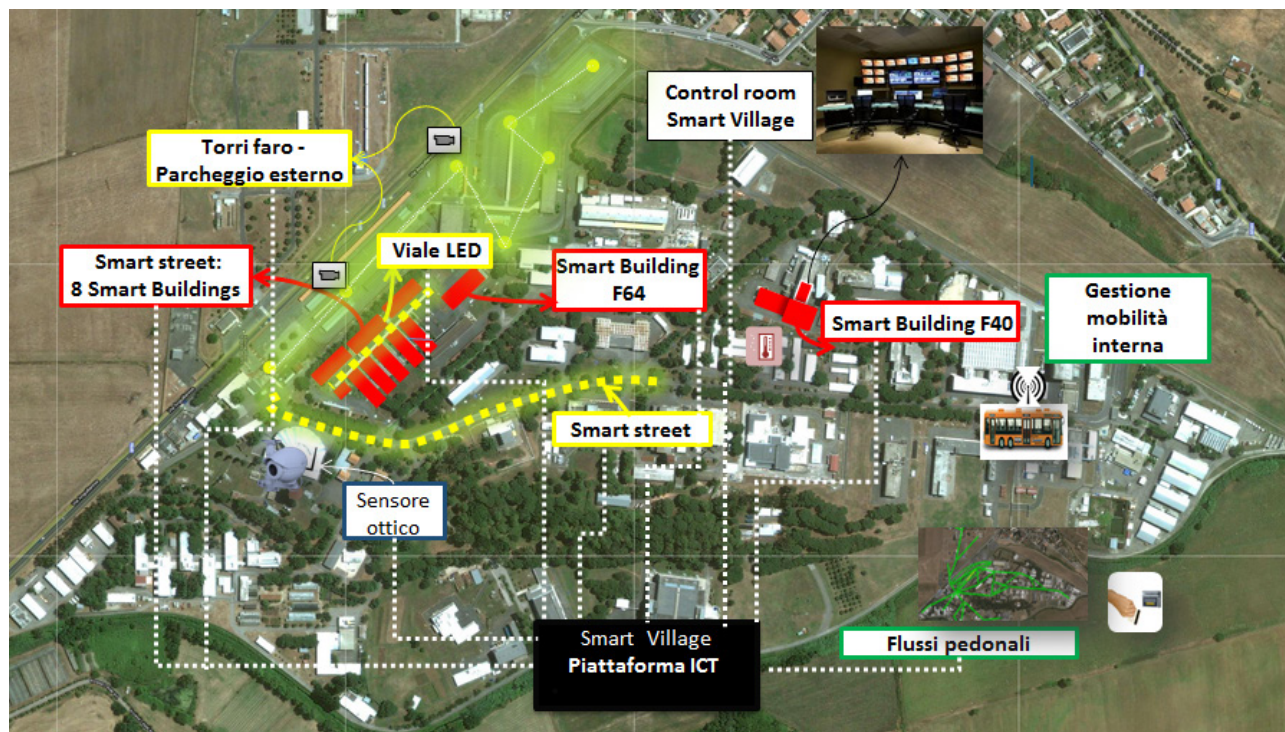 Control room
Smart Village
Torri faro -
Parcheggio esterno
Viale LED
Smart street:
8 Smart Buildings
Smart Building
F64
Smart Building F40
Gestione
mobilità
interna
Smart street
Sensore
ottico
Flussi pedonali
Smart Village
Piattaforma ICT